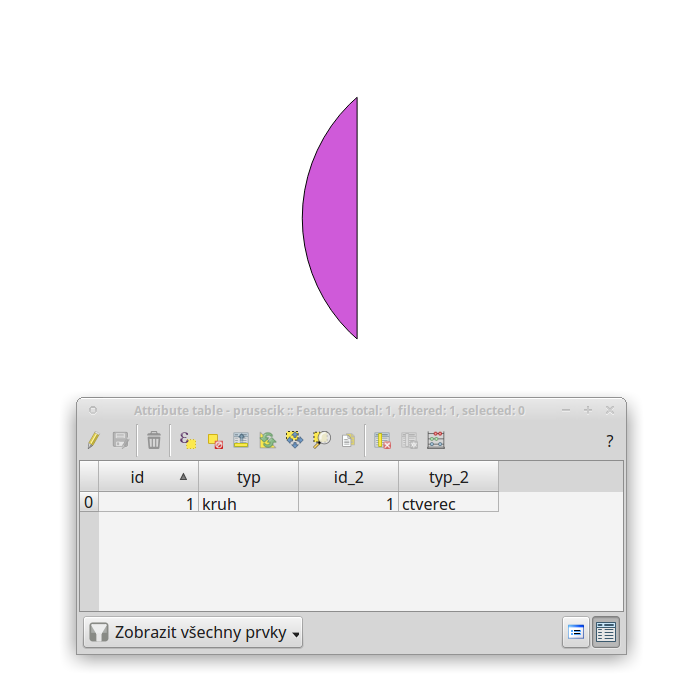 Attribute table - prusecik :: Features total: 1, filtered: 1, selected: 0
?
id typ id_2 typ_2
0 1 kruh 1 ctverec
Zobrazit všechny prvky